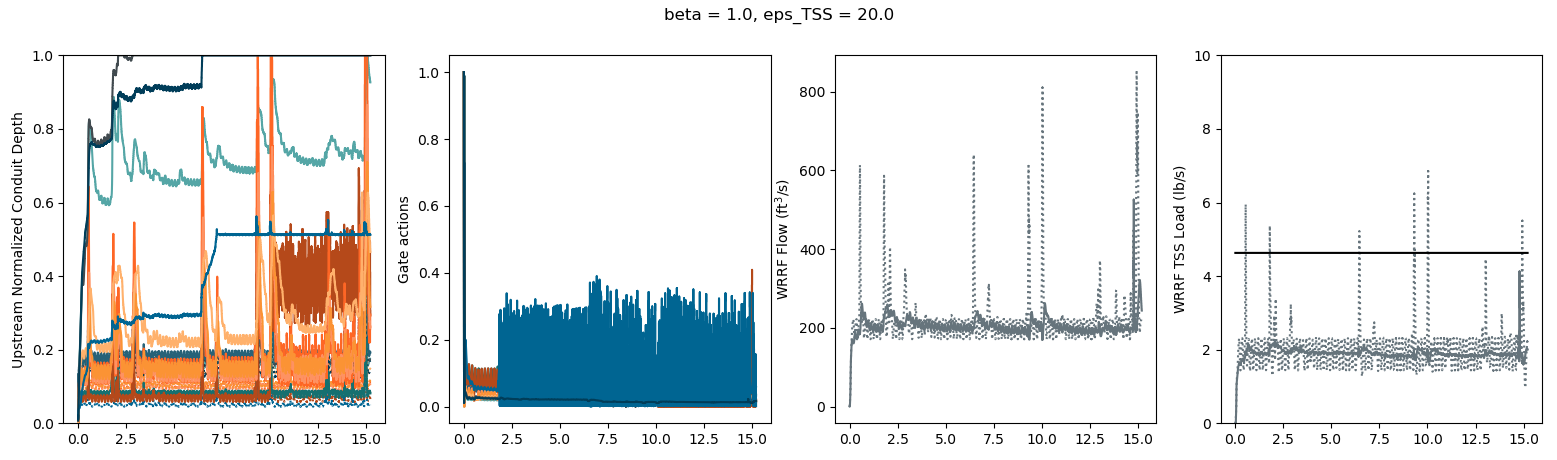 beta = 1.0, eps_TSS = 20.0
Upstream Normalized Conduit Depth
1.0
0.8
0.6
0.4
0.2
0.0
0.0 2.5 5.0 7.5 10.0 12.5 15.0
Gate actions
1.0
0.8
0.6
0.4
0.2
0.0
0.0 2.5 5.0 7.5 10.0 12.5 15.0
WRRF Flow (ft³/s)
800
600
400
200
0
0.0 2.5 5.0 7.5 10.0 12.5 15.0
WRRF TSS Load (lb/s)
10
8
6
4
2
0
0.0 2.5 5.0 7.5 10.0 12.5 15.0